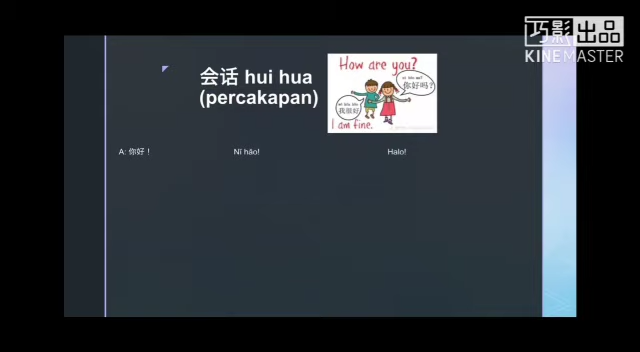 巧影出品
KINEMASTER
会话 hui hua
(percakapan)
How are you?
你好吗?
我很好
I am fine.
A: 你好！ Nǐ hǎo! Halo!